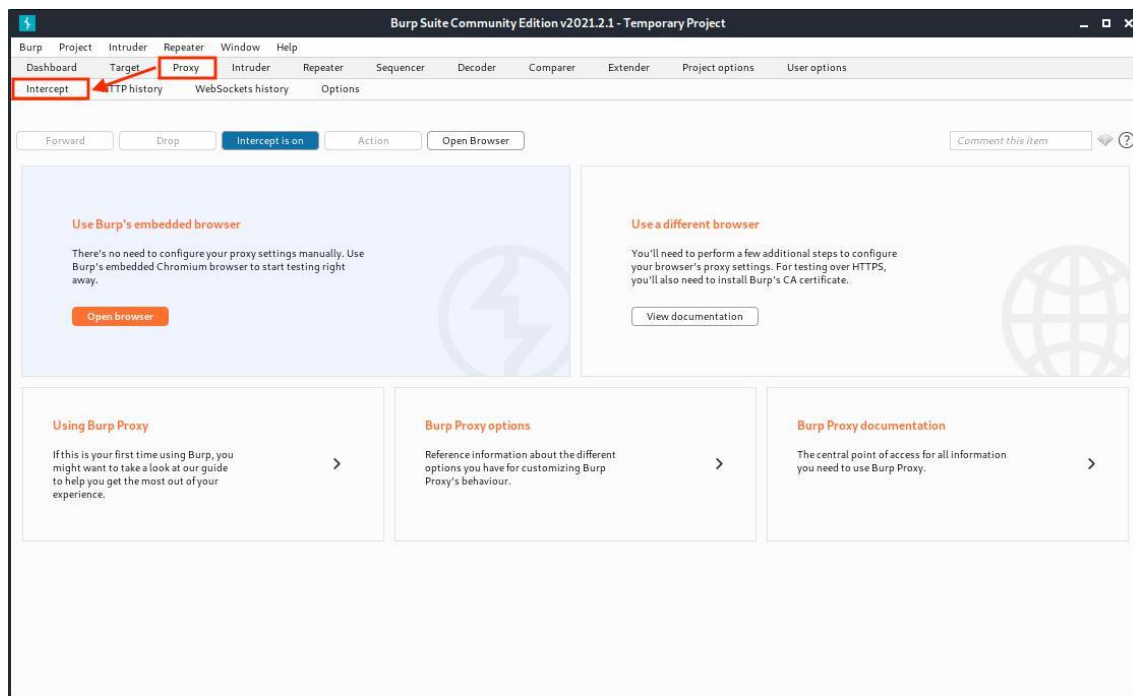 Burp Suite Community Edition v2021.2.1 - Temporary Project
Burp Project Intruder Repeater Window Help
Dashboard Target Proxy Intruder Repeater Sequencer Decoder Comparer Extender Project options User options
Intercept HTTP history WebSockets history Options
Forward Drop Intercept is on Action Open Browser Comment this item ?
Use Burp's embedded browser
There's no need to configure your proxy settings manually. Use
Burp's embedded Chromium browser to start testing right
away.
Open browser
Use a different browser
You'll need to perform a few additional steps to configure
your browser's proxy settings. For testing over HTTPS,
you'll also need to install Burp's CA certificate.
View documentation
Using Burp Proxy
If this is your first time using Burp, you
might want to take a look at our guide
to help you get the most out of your
experience.
Burp Proxy options
Reference information about the different
options you have for customizing Burp
Proxy's behaviour.
Burp Proxy documentation
The central point of access for all information
you need to use Burp Proxy.